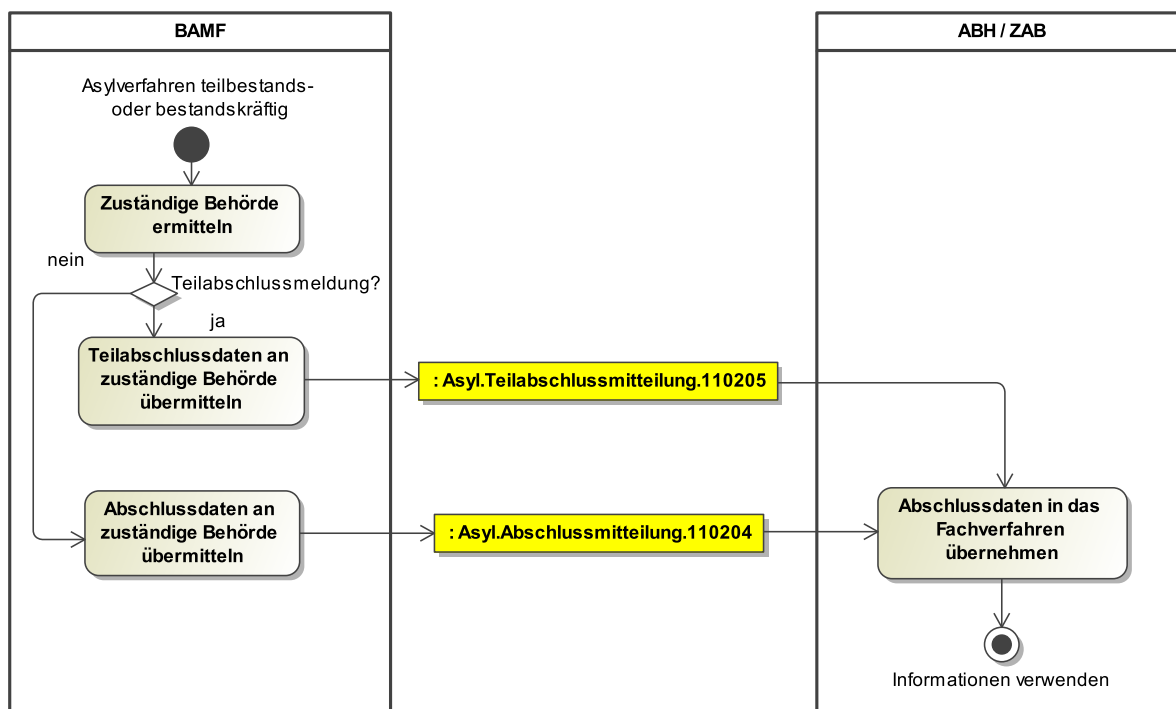 BAMF
ABH / ZAB
Asylverfahren teilbestands-
oder bestandskräftig
Zuständige Behörde
ermitteln
nein
Teilabschlussmeldung?
ja
Teilabschlussdaten an
zuständige Behörde
übermitteln
: Asyl.Teilabschlussmitteilung.110205
Abschlussdaten an
zuständige Behörde
übermitteln
: Asyl.Abschlussmitteilung.110204
Abschlussdaten in das
Fachverfahren
übernehmen
Informationen verwenden